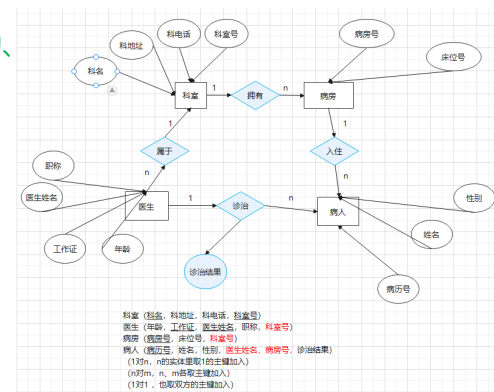 科电话
科室号
科地址
病房号
床位号
科名
科室
1
拥有
n
病房
1
1
属于
入住
n
n
职称
医生姓名
医生
1
诊治
n
病人
性别
工作证
年龄
姓名
诊治结果
病历号
科室（科名，科地址，科电话，科室号）
医生（年龄，工作证，医生姓名，职称，科室号）
病房（病房号，床位号，科室号）
病人（病历号，姓名，性别，医生姓名，病房号，诊治结果）
（1对n，n的实体里取1的主键加入）
（n对m，n、m各取主键加入）
（1对1 ，也取双方的主键加入）